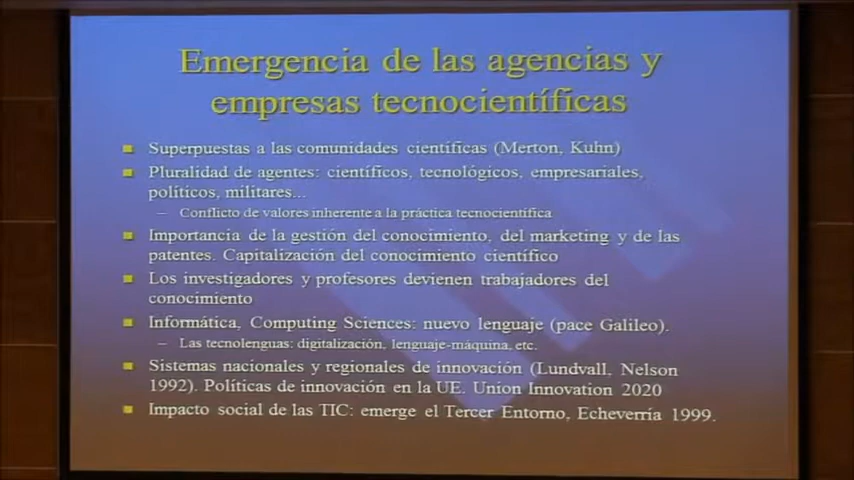 Emergencia de las agencias y
empresas tecnocientíficas
Superpuestas a las comunidades científicas (Merton, Kuhn)
Pluralidad de agentes: científicos, tecnológicos, empresariales,
políticos, militares...
– Conflicto de valores inherente a la práctica tecnocientífica
Importancia de la gestión del conocimiento, del marketing y de las
patentes. Capitalización del conocimiento científico
Los investigadores y profesores devienen trabajadores del
conocimiento
Informática, Computing Sciences: nuevo lenguaje (pace Galileo).
– Las tecnolenguas: digitalización, lenguaje-máquina, etc.
Sistemas nacionales y regionales de innovación (Lundvall, Nelson
1992). Políticas de innovación en la UE. Union Innovation 2020
Impacto social de las TIC: emerge el Tercer Entorno, Echeverría 1999.